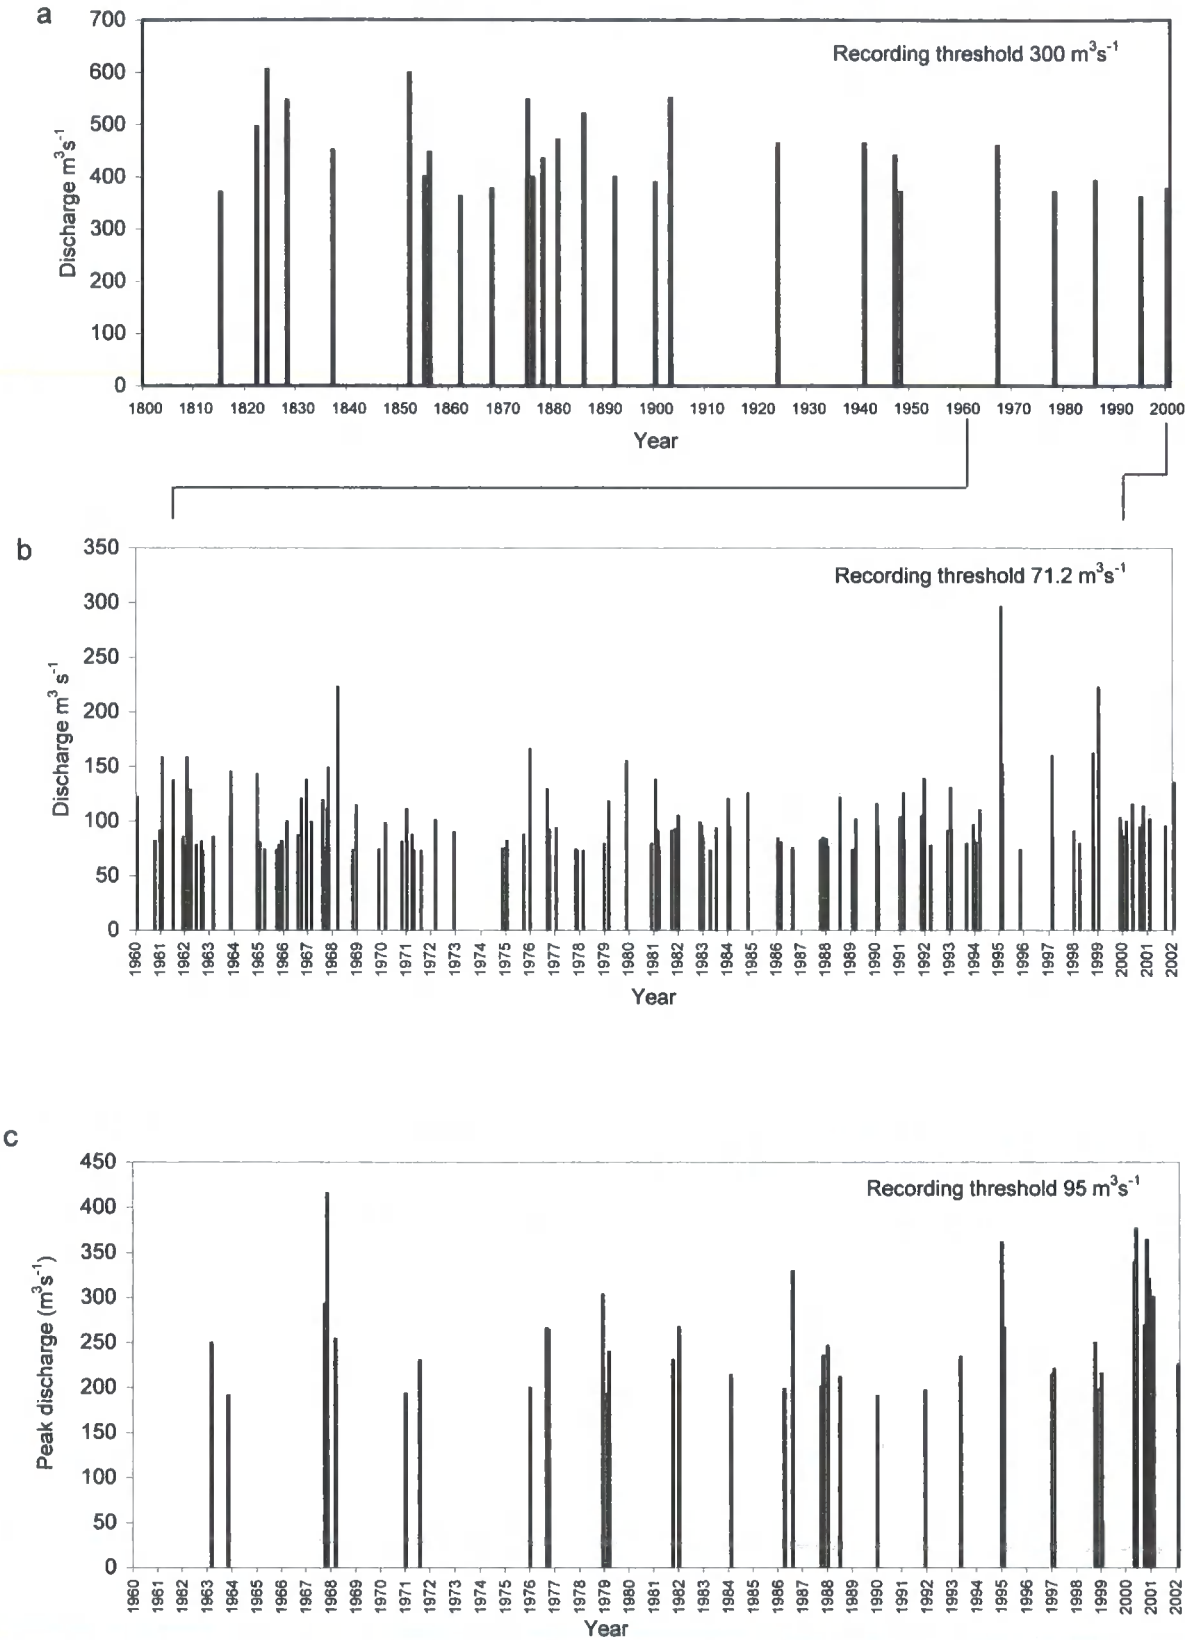 a
Recording threshold 300 m³s⁻¹
Discharge m³s⁻¹
700
600
500
400
300
200
100
0
1800 1810 1820 1830 1840 1850 1860 1870 1880 1890 1900 1910 1920 1930 1940 1950 1960 1970 1980 1990 2000
Year
b
Recording threshold 71.2 m³s⁻¹
Discharge m³ s⁻¹
350
300
250
200
150
100
50
0
1960 1961 1962 1963 1964 1965 1966 1967 1968 1969 1970 1971 1972 1973 1974 1975 1976 1977 1978 1979 1980 1981 1982 1983 1984 1985 1986 1987 1988 1989 1990 1991 1992 1993 1994 1995 1996 1997 1998 1999 2000 2001 2002
Year
c
Recording threshold 95 m³s⁻¹
Peak discharge (m³s⁻¹)
450
400
350
300
250
200
150
100
50
0
1960 1961 1962 1963 1964 1965 1966 1967 1968 1969 1970 1971 1972 1973 1974 1975 1976 1977 1978 1979 1980 1981 1982 1983 1984 1985 1986 1987 1988 1989 1990 1991 1992 1993 1994 1995 1996 1997 1998 1999 2000 2001 2002
Year